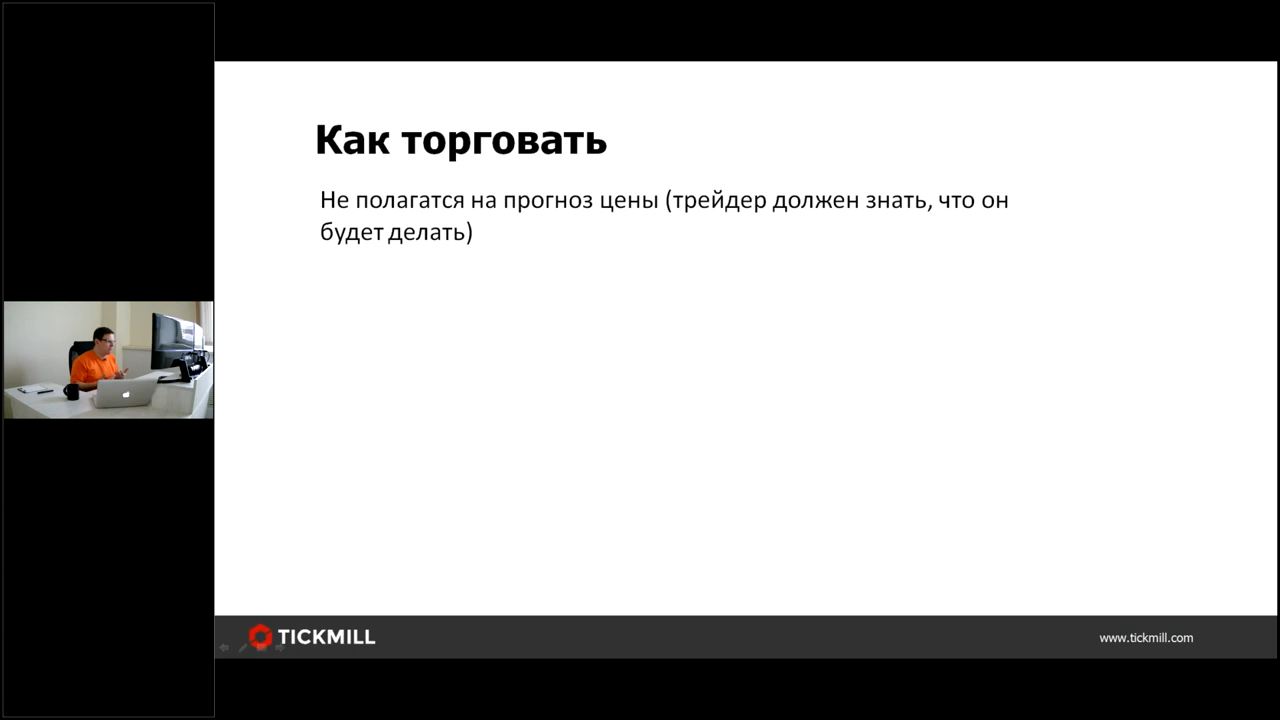 Как торговать
Не полагатся на прогноз цены (трейдер должен знать, что он
будет делать)
TICKMILL
www.tickmill.com